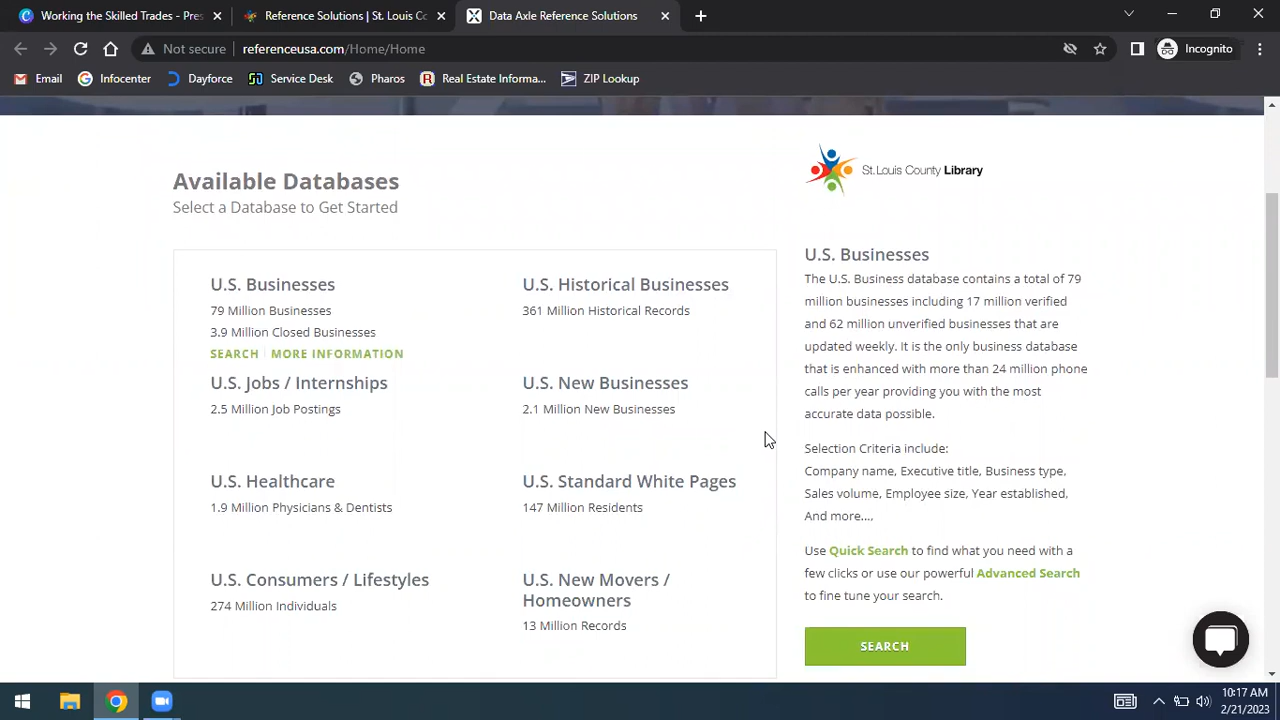 Working the Skilled Trades - Pres
Reference Solutions | St. Louis Co
Data Axle Reference Solutions
Not secure
referenceusa.com/Home/Home
Incognito
Email
Infocenter
Dayforce
Service Desk
Pharos
Real Estate Informa...
ZIP Lookup
Available Databases
Select a Database to Get Started
U.S. Businesses
79 Million Businesses
3.9 Million Closed Businesses
SEARCH MORE INFORMATION
U.S. Historical Businesses
361 Million Historical Records
U.S. Jobs / Internships
2.5 Million Job Postings
U.S. New Businesses
2.1 Million New Businesses
U.S. Healthcare
1.9 Million Physicians & Dentists
U.S. Standard White Pages
147 Million Residents
U.S. Consumers / Lifestyles
274 Million Individuals
U.S. New Movers /
Homeowners
13 Million Records
St. Louis County Library
U.S. Businesses
The U.S. Business database contains a total of 79
million businesses including 17 million verified
and 62 million unverified businesses that are
updated weekly. It is the only business database
that is enhanced with more than 24 million phone
calls per year providing you with the most
accurate data possible.
Selection Criteria include:
Company name, Executive title, Business type,
Sales volume, Employee size, Year established,
And more...,
Use Quick Search to find what you need with a
few clicks or use our powerful Advanced Search
to fine tune your search.
SEARCH
10:17 AM
2/21/2023